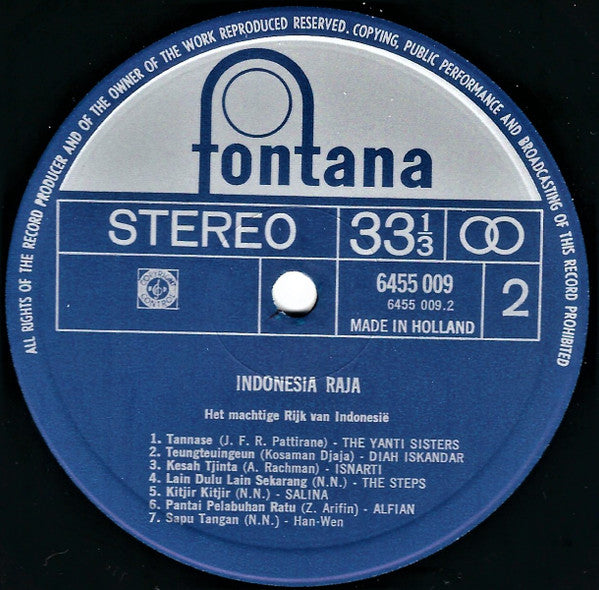 ALL RIGHTS OF THE RECORD PRODUCER AND OF THE OWNER OF THE WORK REPRODUCED RESERVED. COPYING, PUBLIC PERFORMANCE AND BROADCASTING OF THIS RECORD PROHIBITED
fontana
STEREO 33⅓
6455 009
6455 009.2
2
MADE IN HOLLAND
INDONESIA RAJA
Het machtige Rijk van Indonesië
1. Tannase (J. F. R. Pattirane) - THE YANTI SISTERS
2. Teungteuingeun (Kosaman Djaja) - DIAH ISKANDAR
3. Kesah Tjinta (A. Rachman) - ISNARTI
4. Lain Dulu Lain Sekarang (N.N.) - THE STEPS
5. Kitjir Kitjir (N.N.) - SALINA
6. Pantai Pelabuhan Ratu (Z. Arifin) - ALFIAN
7. Sapu Tangan (N.N.) - Han-Wen